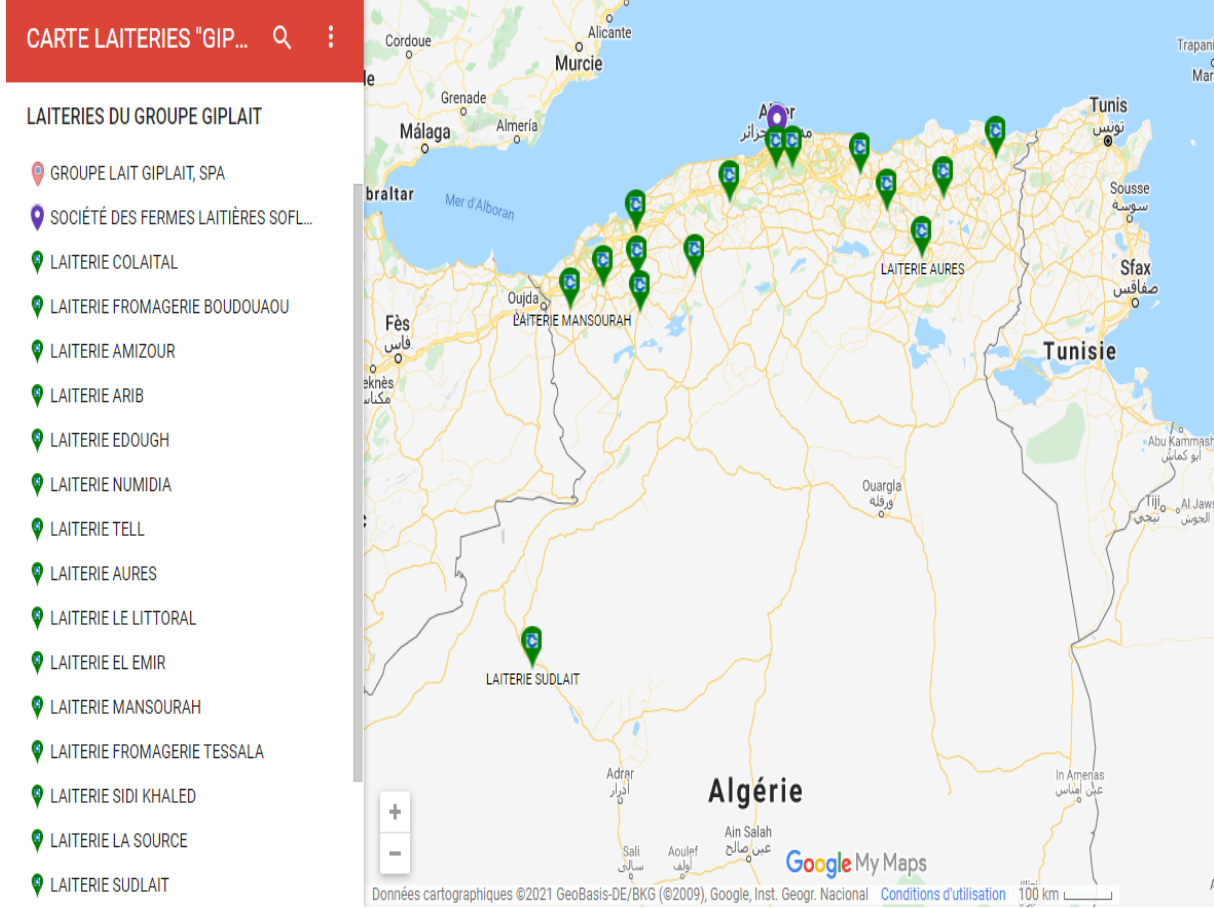 CARTE LAITERIES "GIP...
LAITERIES DU GROUPE GIPLAIT
GROUPE LAIT GIPLAIT, SPA
SOCIÉTÉ DES FERMES LAITIÈRES SOFL...
LAITERIE COLAITAL
LAITERIE FROMAGERIE BOUDOUAOU
LAITERIE AMIZOUR
LAITERIE ARIB
LAITERIE EDOUGH
LAITERIE NUMIDIA
LAITERIE TELL
LAITERIE AURES
LAITERIE LE LITTORAL
LAITERIE EL EMIR
LAITERIE MANSOURAH
LAITERIE FROMAGERIE TESSALA
LAITERIE SIDI KHALED
LAITERIE LA SOURCE
LAITERIE SUDLAIT
Alicante
Cordoue
Murcie
Trapani
Grenade
Almería
Málaga
Tunis
تونس
braltar
Mer d'Alboran
Sousse
سوسة
LAITERIE AURES
Sfax
صفاقس
Oujda
LAITERIE MANSOURAH
Fès
فاس
Tunisie
eknès
Abu Kammash
أبو كماش
Ouargla
ورقلة
Tiji
تيجي
Al Jaws
الحوش
LAITERIE SUDLAIT
Adrar
أدرار
Algérie
In Amenas
عين أمناس
Ain Salah
عين صالح
Sali
سالي
Aoulef
أولف
Google My Maps
Données cartographiques ©2021 GeoBasis-DE/BKG (©2009), Google, Inst. Geogr. Nacional Conditions d'utilisation 100 km